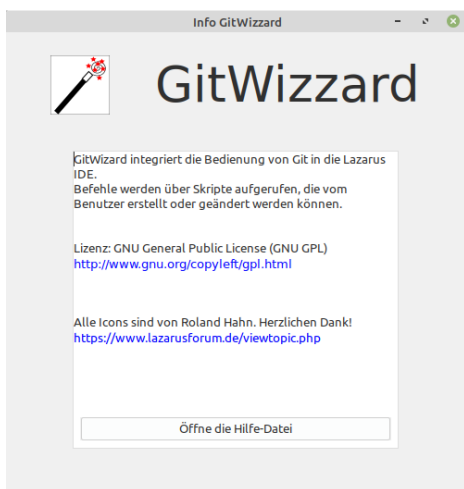 Info GitWizzard
GitWizzard
GitWizard integriert die Bedienung von Git in die Lazarus
IDE.
Befehle werden über Skripte aufgerufen, die vom
Benutzer erstellt oder geändert werden können.
Lizenz: GNU General Public License (GNU GPL)
http://www.gnu.org/copyleft/gpl.html
Alle Icons sind von Roland Hahn. Herzlichen Dank!
https://www.lazarusforum.de/viewtopic.php
Öffne die Hilfe-Datei